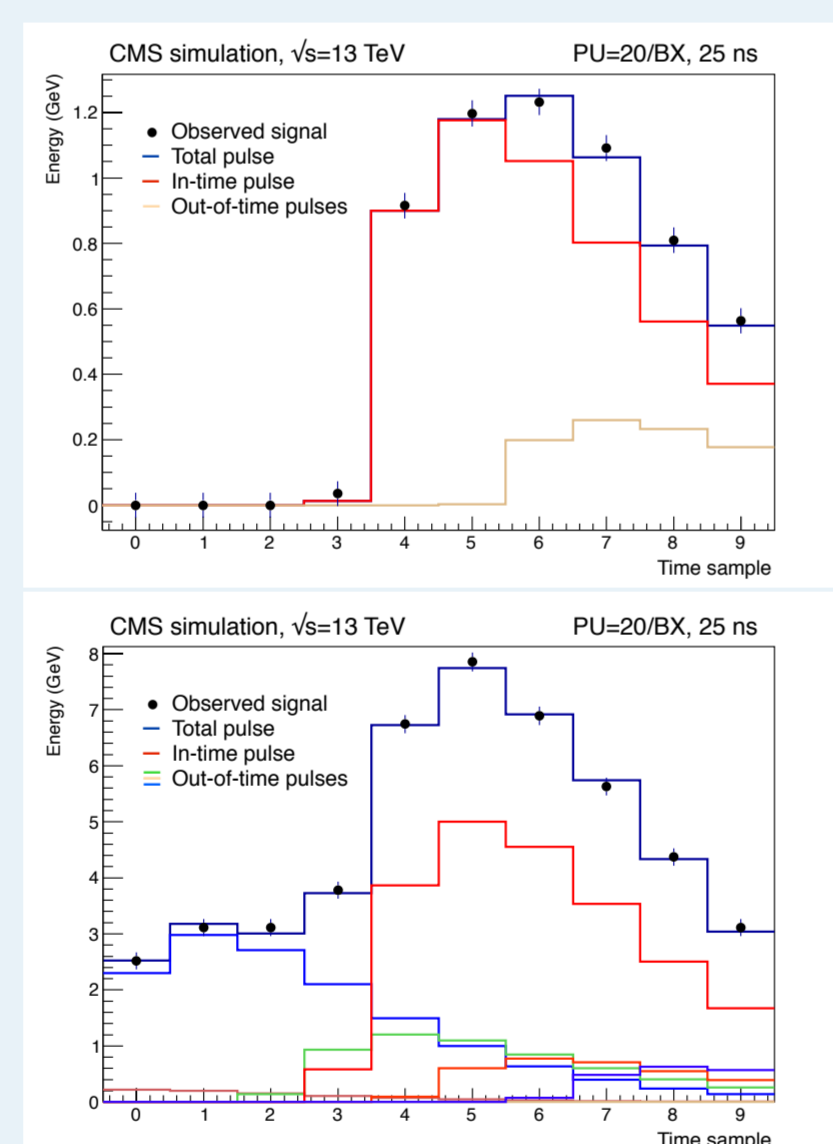 CMS simulation, √s=13 TeV PU=20/BX, 25 ns
Energy (GeV)
1.2
1
0.8
0.6
0.4
0.2
0
Observed signal
Total pulse
In-time pulse
Out-of-time pulses
0 1 2 3 4 5 6 7 8 9
Time sample
CMS simulation, √s=13 TeV PU=20/BX, 25 ns
Energy (GeV)
8
7
6
5
4
3
2
1
0
Observed signal
Total pulse
In-time pulse
Out-of-time pulses
0 1 2 3 4 5 6 7 8 9
Time sample